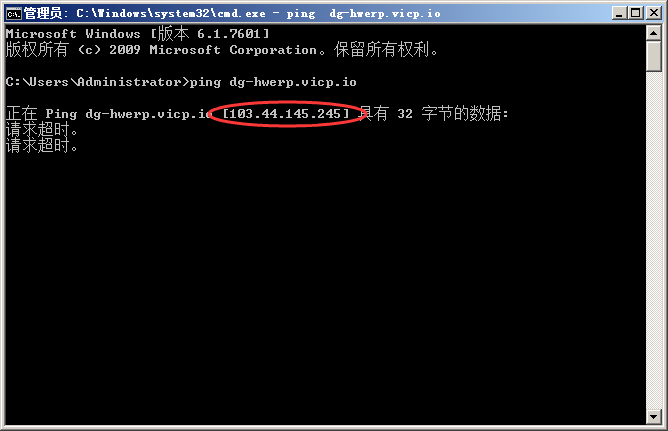 管理员: C:\Windows\system32\cmd.exe - ping  dg-hwerp.vicp.io
Microsoft Windows [版本 6.1.7601]
版权所有 (c) 2009 Microsoft Corporation。保留所有权利。
C:\Users\Administrator>ping dg-hwerp.vicp.io
正在 Ping dg-hwerp.vicp.io [103.44.145.245] 具有 32 字节的数据:
请求超时。
请求超时。